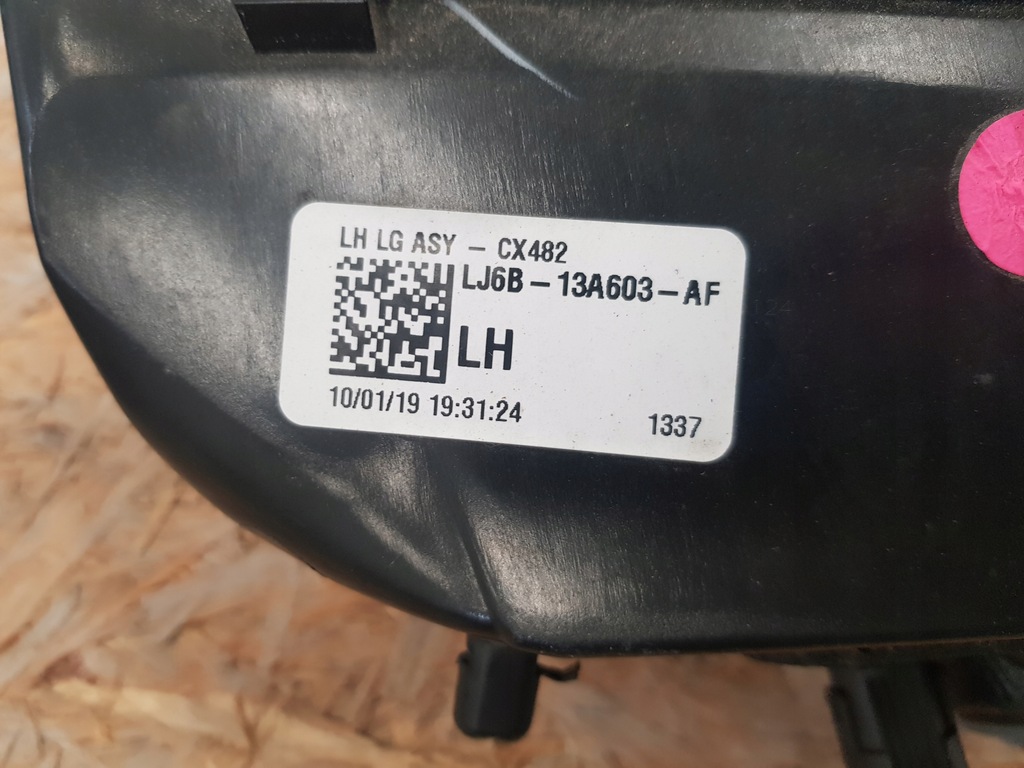 LH LG ASY - CX482
LJ6B-13A603-AF
LH
10/01/19 19:31:24
1337